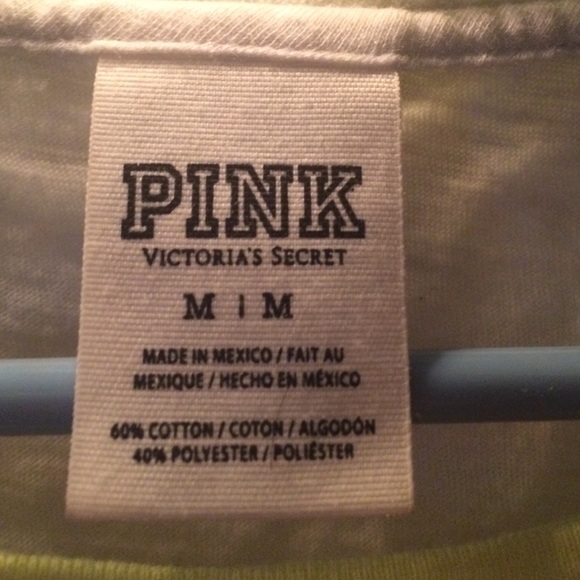 PINK
VICTORIA'S SECRET
M | M
MADE IN MEXICO / FAIT AU
MEXIQUE / HECHO EN MÉXICO
60% COTTON / COTON / ALGODÓN
40% POLYESTER / POLIÉSTER